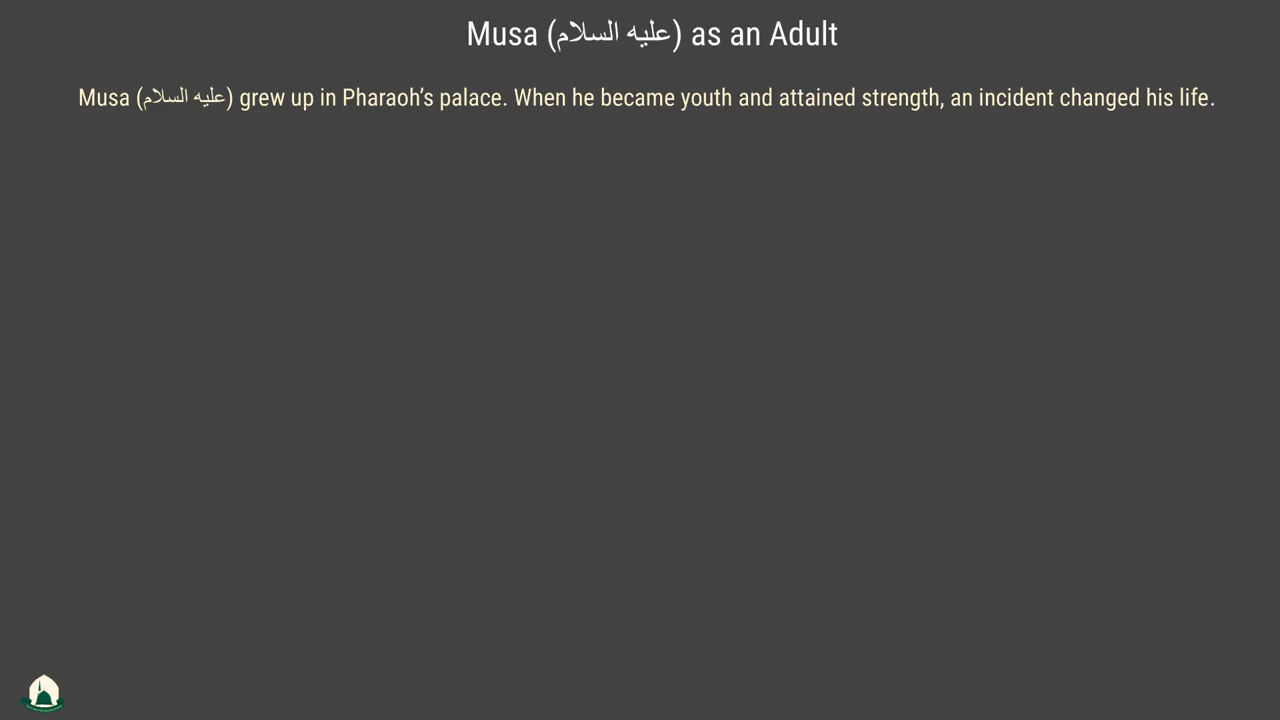 Musa (عليه السلام) as an Adult
Musa (عليه السلام) grew up in Pharaoh’s palace. When he became youth and attained strength, an incident changed his life.